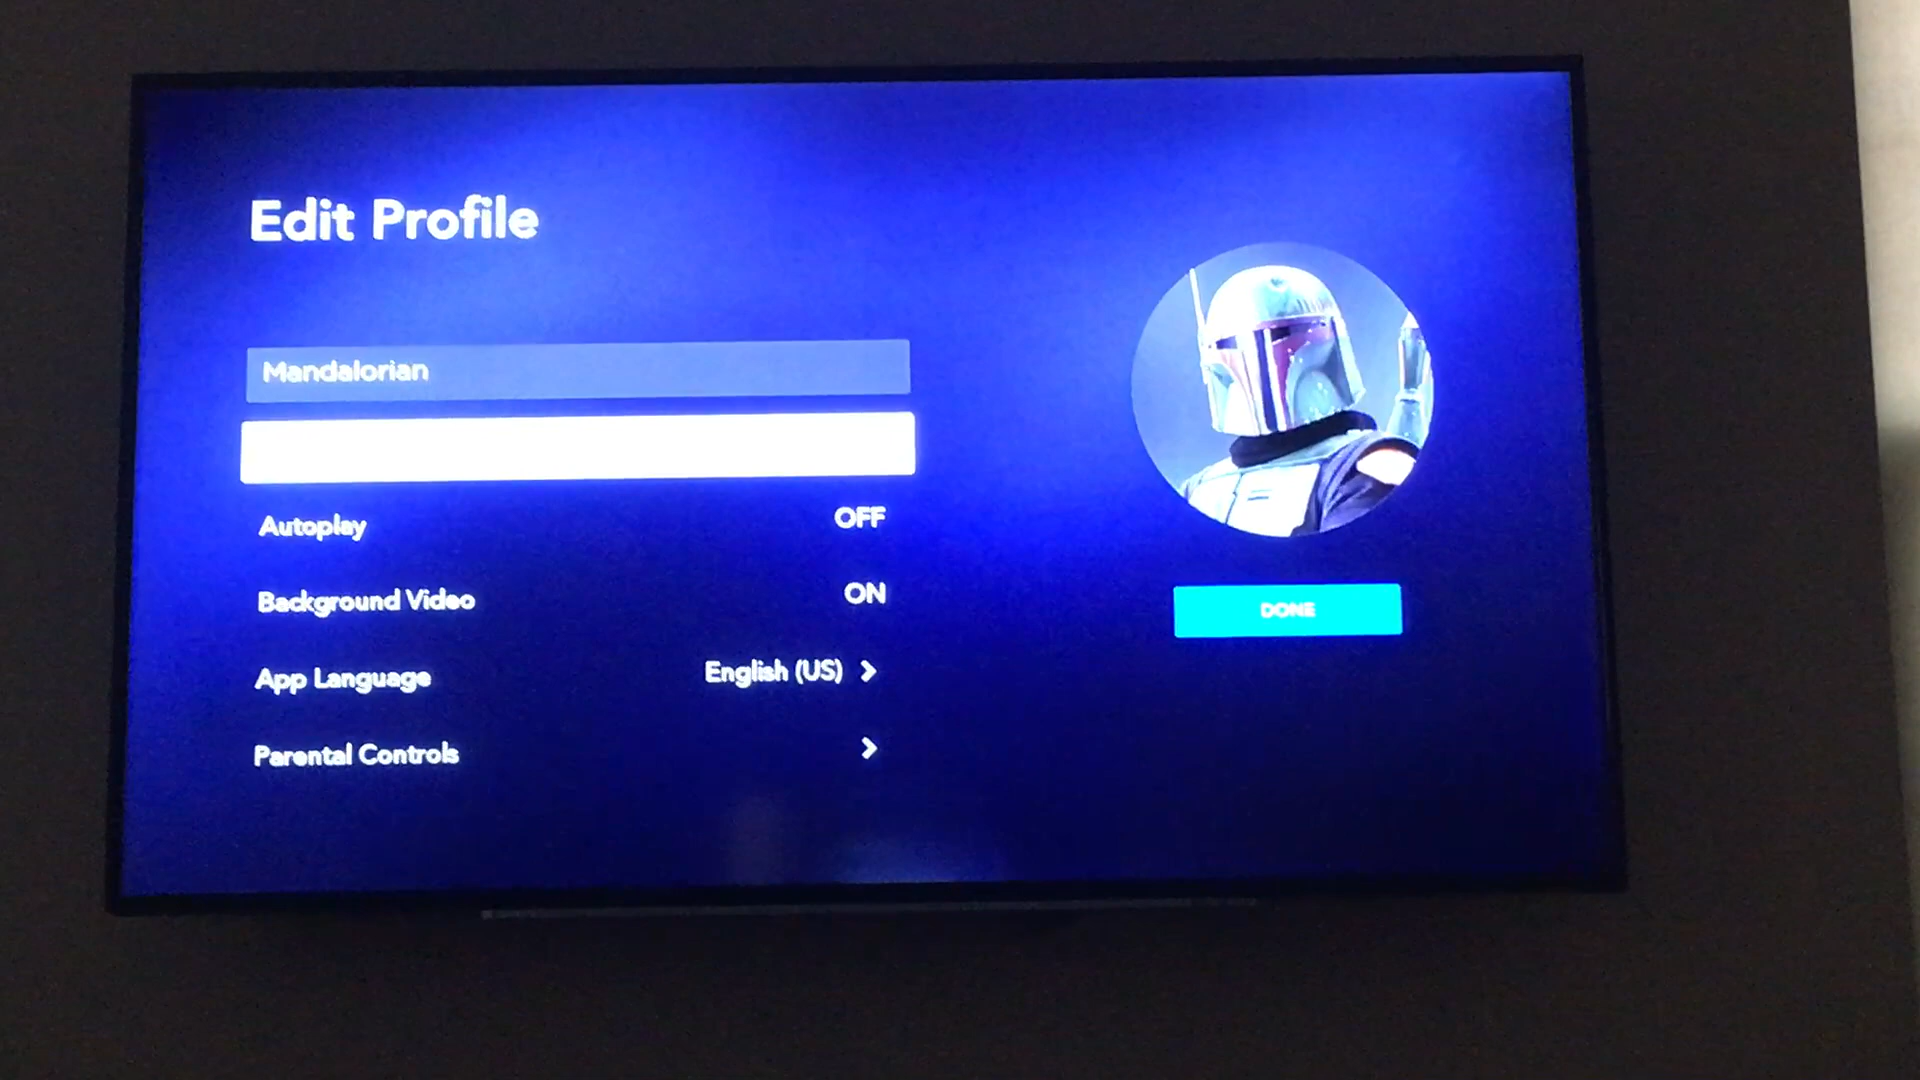 Edit Profile
Mandalorian
Autoplay OFF
Background Video ON
App Language English (US)
Parental Controls
DONE